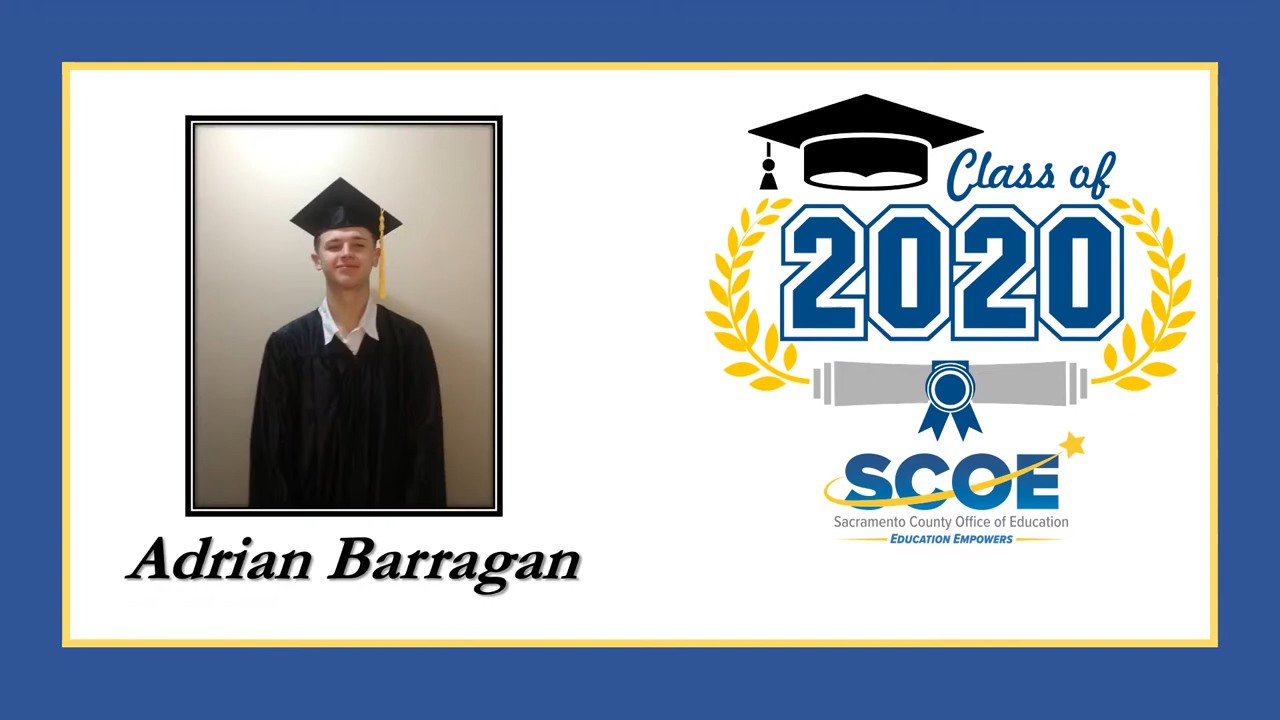 Class of
2020
SCOE
Sacramento County Office of Education
EDUCATION EMPOWERS
Adrian Barragan